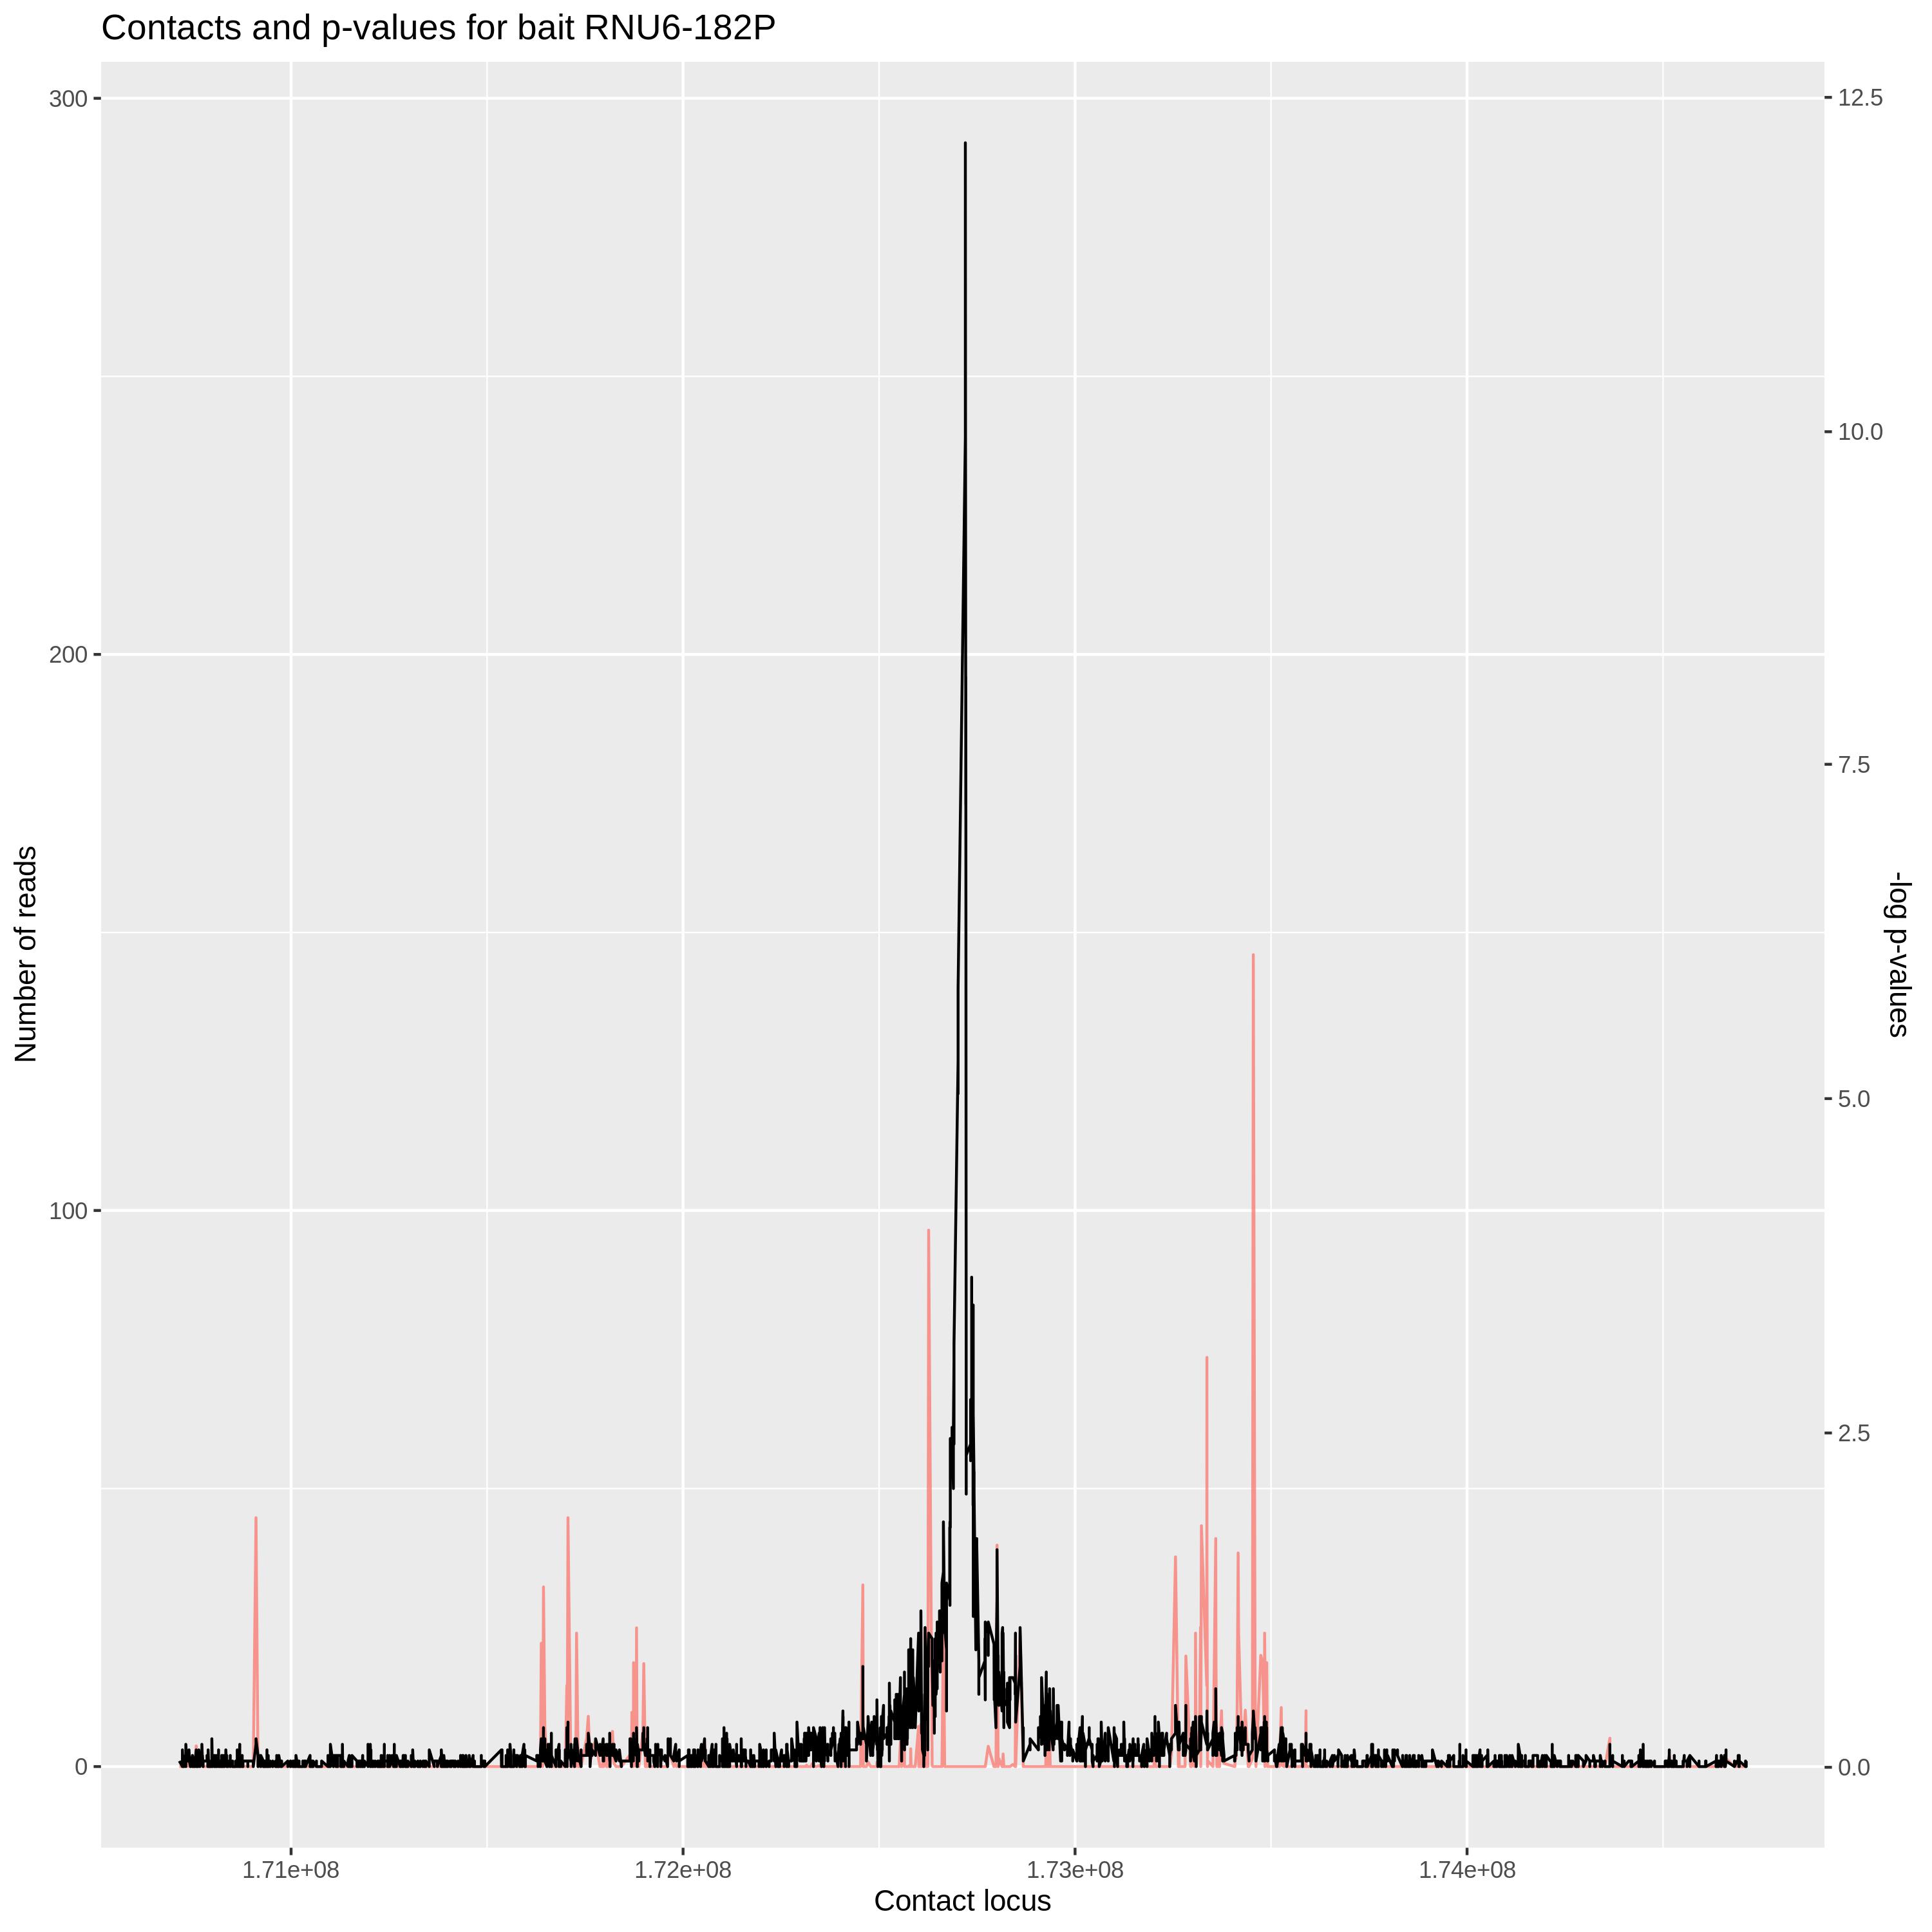 Contacts and p-values for bait RNU6-182P
300
200
100
0
Number of reads
12.5
10.0
7.5
5.0
2.5
0.0
-log p-values
1.71e+08
1.72e+08
1.73e+08
1.74e+08
Contact locus